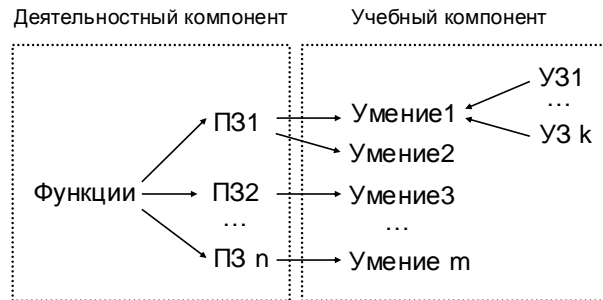 Деятельностный компонент
Учебный компонент
УЗ1
...
УЗ k
ПЗ1
Умение1
Умение2
Функции
ПЗ2
Умение3
...
...
ПЗ n
Умение m